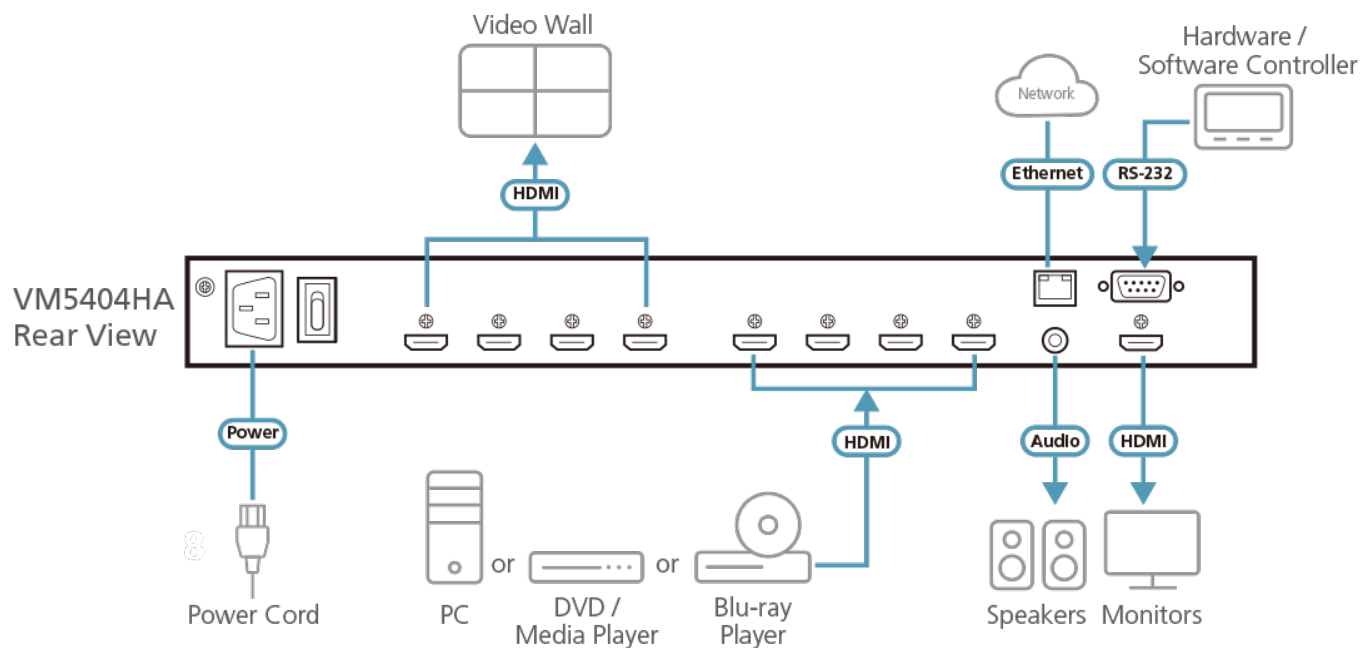 Video Wall
Hardware /
Software Controller
Network
HDMI
Ethernet
RS-232
VM5404HA
Rear View
Power
HDMI
Audio
HDMI
8
or
or
Power Cord
PC
DVD /
Media Player
Blu-ray
Player
Speakers
Monitors